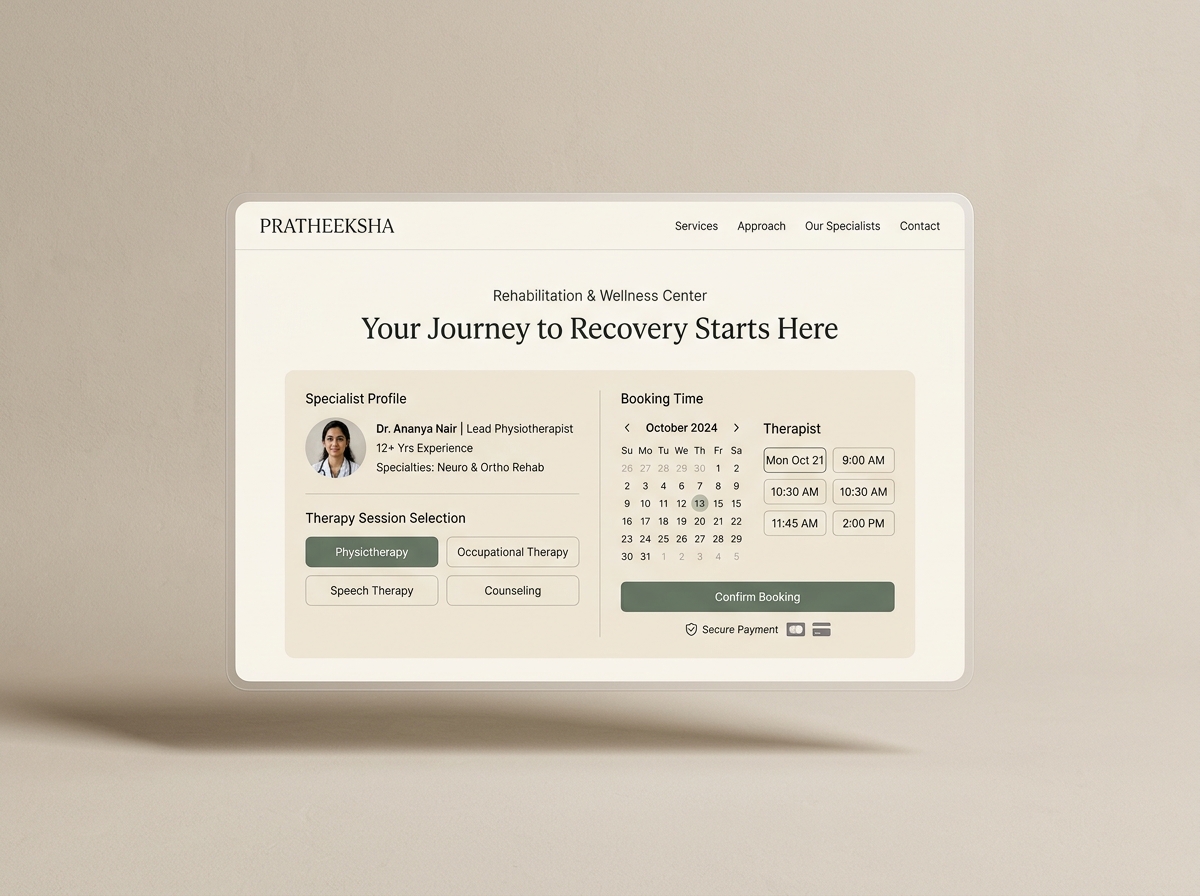 PRATHEEKSHA
Services Approach Our Specialists Contact
Rehabilitation & Wellness Center
Your Journey to Recovery Starts Here
Specialist Profile
Dr. Ananya Nair | Lead Physiotherapist
12+ Yrs Experience
Specialties: Neuro & Ortho Rehab
Therapy Session Selection
Physictherapy Occupational Therapy
Speech Therapy Counseling
Booking Time
October 2024
Su Mo Tu We Th Fr Sa
26 27 28 29 30 1 2
2 3 4 6 7 8 9
9 10 11 12 13 15 15
16 17 18 19 20 21 22
23 24 25 26 27 28 29
30 31 1 2 3 4 5
Therapist
Mon Oct 21 9:00 AM
10:30 AM 10:30 AM
11:45 AM 2:00 PM
Confirm Booking
Secure Payment